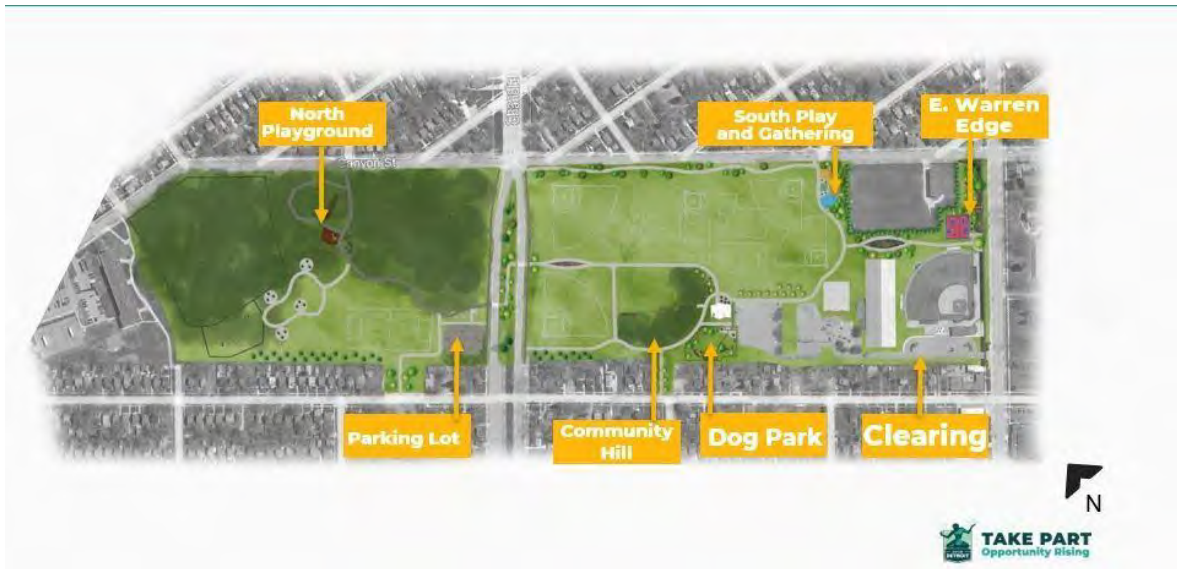 North
Playground
South Play
and Gathering
E. Warren
Edge
Canyon St
Parking Lot
Community
Hill
Dog Park
Clearing
N
DETROIT
TAKE PART
Opportunity Rising